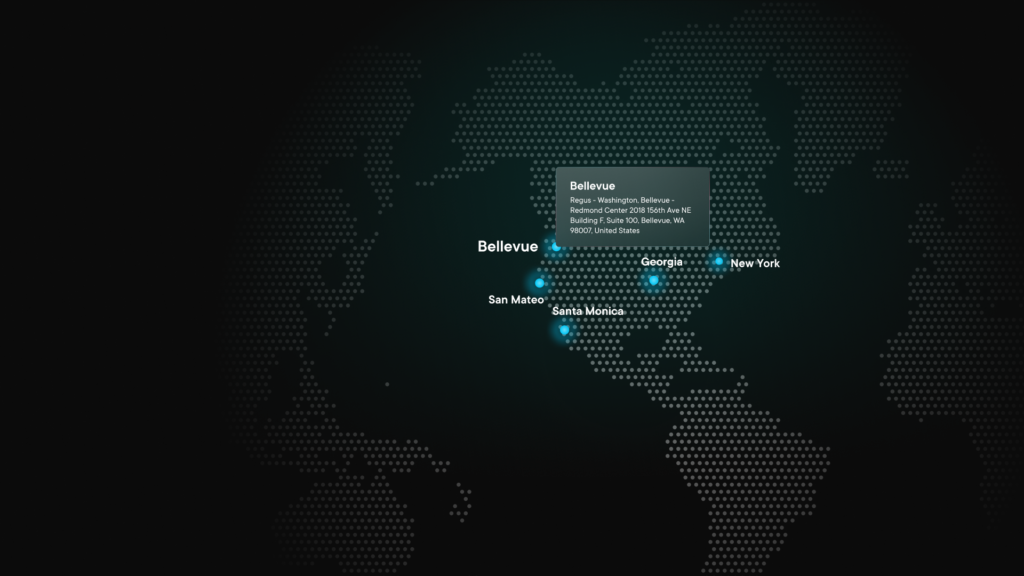 Bellevue
Regus - Washington, Bellevue -
Redmond Center 2018 156th Ave NE
Building F, Suite 100, Bellevue, WA
98007, United States
Bellevue
Georgia
New York
San Mateo
Santa Monica